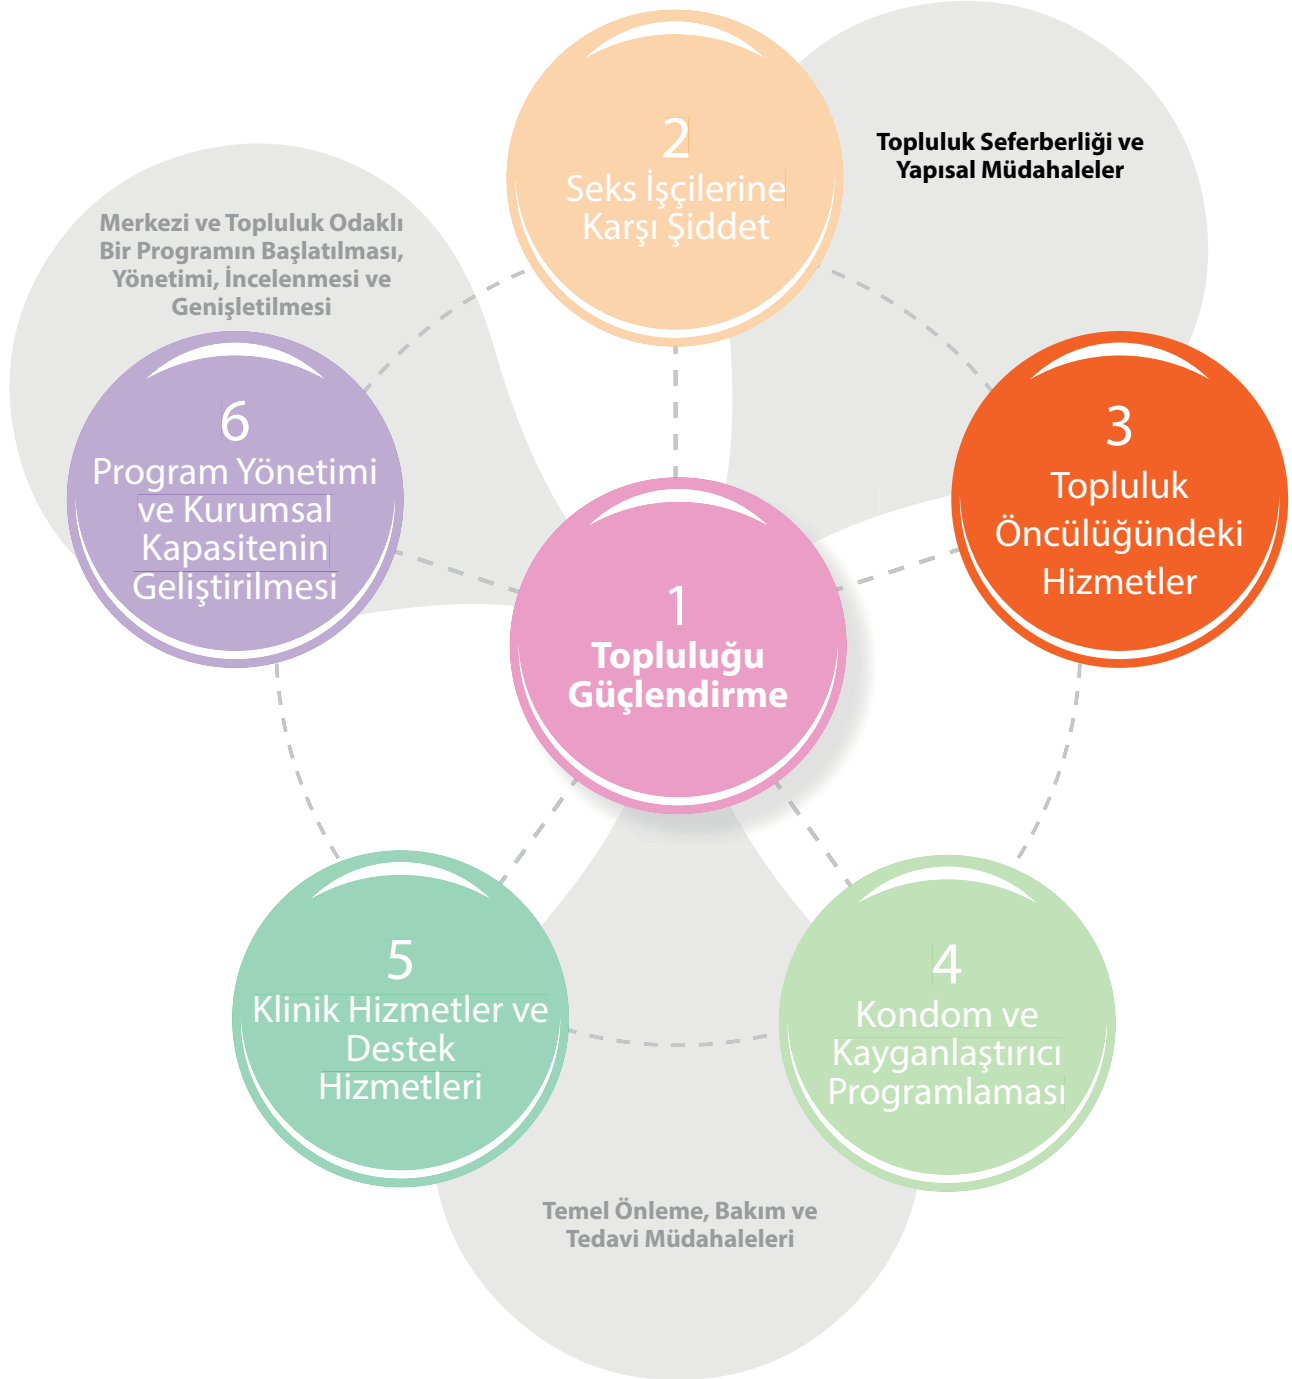 2
Seks İşçilerine
Karşı Şiddet
Topluluk Seferberliği ve
Yapısal Müdahaleler
Merkezi ve Topluluk Odaklı
Bir Programın Başlatılması,
Yönetimi, İncelenmesi ve
Genişletilmesi
6
Program Yönetimi
ve Kurumsal
Kapasitenin
Geliştirilmesi
3
Topluluk
Öncülüğündeki
Hizmetler
1
Topluluğu
Güçlendirme
5
Klinik Hizmetler ve
Destek
Hizmetleri
4
Kondom ve
Kayganlaştırıcı
Programlaması
Temel Önleme, Bakım ve
Tedavi Müdahaleleri